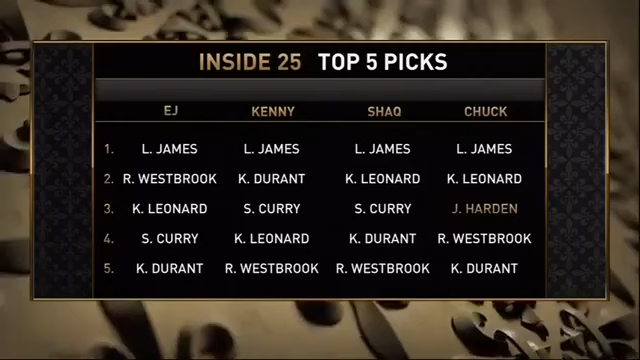 INSIDE 25 TOP 5 PICKS
EJ KENNY SHAQ CHUCK
1. L. JAMES L. JAMES L. JAMES L. JAMES
2. R. WESTBROOK K. DURANT K. LEONARD K. LEONARD
3. K. LEONARD S. CURRY S. CURRY J. HARDEN
4. S. CURRY K. LEONARD K. DURANT R. WESTBROOK
5. K. DURANT R. WESTBROOK R. WESTBROOK K. DURANT